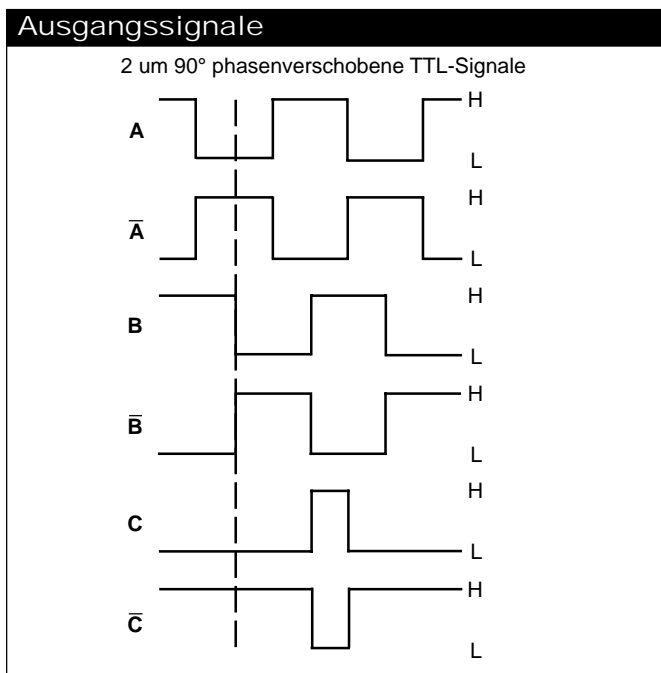 Ausgangssignale
2 um 90° phasenverschobene TTL-Signale
H
A
L
H
A̅
L
H
B
L
H
B̅
L
H
C
L
H
C̅
L